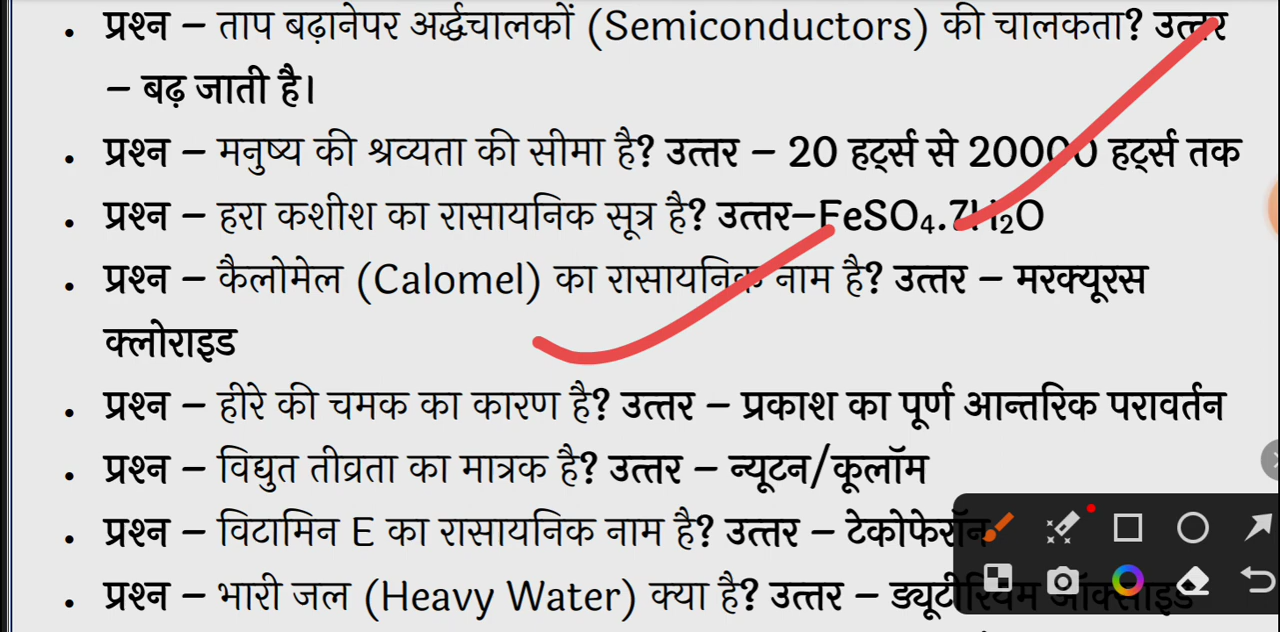 • प्रश्न – ताप बढ़ानेपर अर्द्धचालकों (Semiconductors) की चालकता? उत्तर
– बढ़ जाती है।
• प्रश्न – मनुष्य की श्रव्यता की सीमा है? उत्तर – 20 हर्ट्स से 20000 हर्ट्स तक
• प्रश्न – हरा कशीश का रासायनिक सूत्र है? उत्तर–FeSO₄.7H₂O
• प्रश्न – कैलोमेल (Calomel) का रासायनिक नाम है? उत्तर – मरक्यूरस
क्लोराइड
• प्रश्न – हीरे की चमक का कारण है? उत्तर – प्रकाश का पूर्ण आन्तरिक परावर्तन
• प्रश्न – विद्युत तीव्रता का मात्रक है? उत्तर – न्यूटन/कूलॉम
• प्रश्न – विटामिन E का रासायनिक नाम है? उत्तर – टेकोफेरॉन
• प्रश्न – भारी जल (Heavy Water) क्या है? उत्तर – ड्यूटीरियम ऑक्साइड